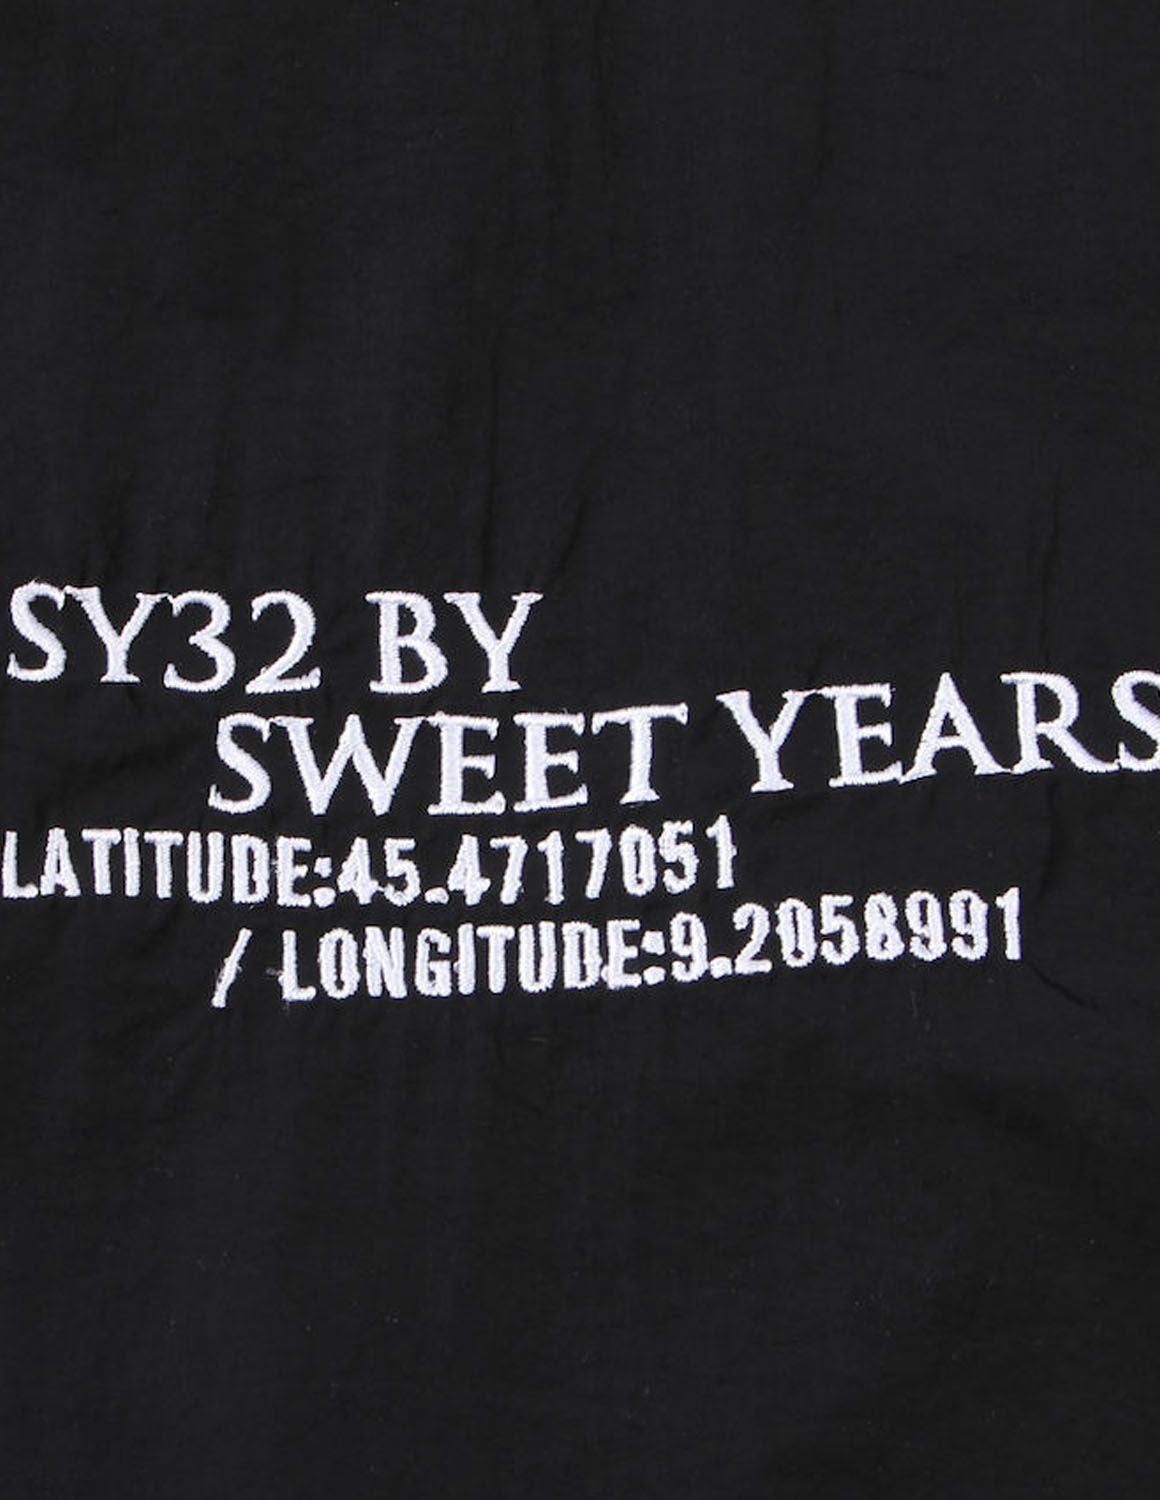 SY32 BY
SWEET YEARS
LATITUDE:45.4717051
/ LONGITUDE:9.2058991